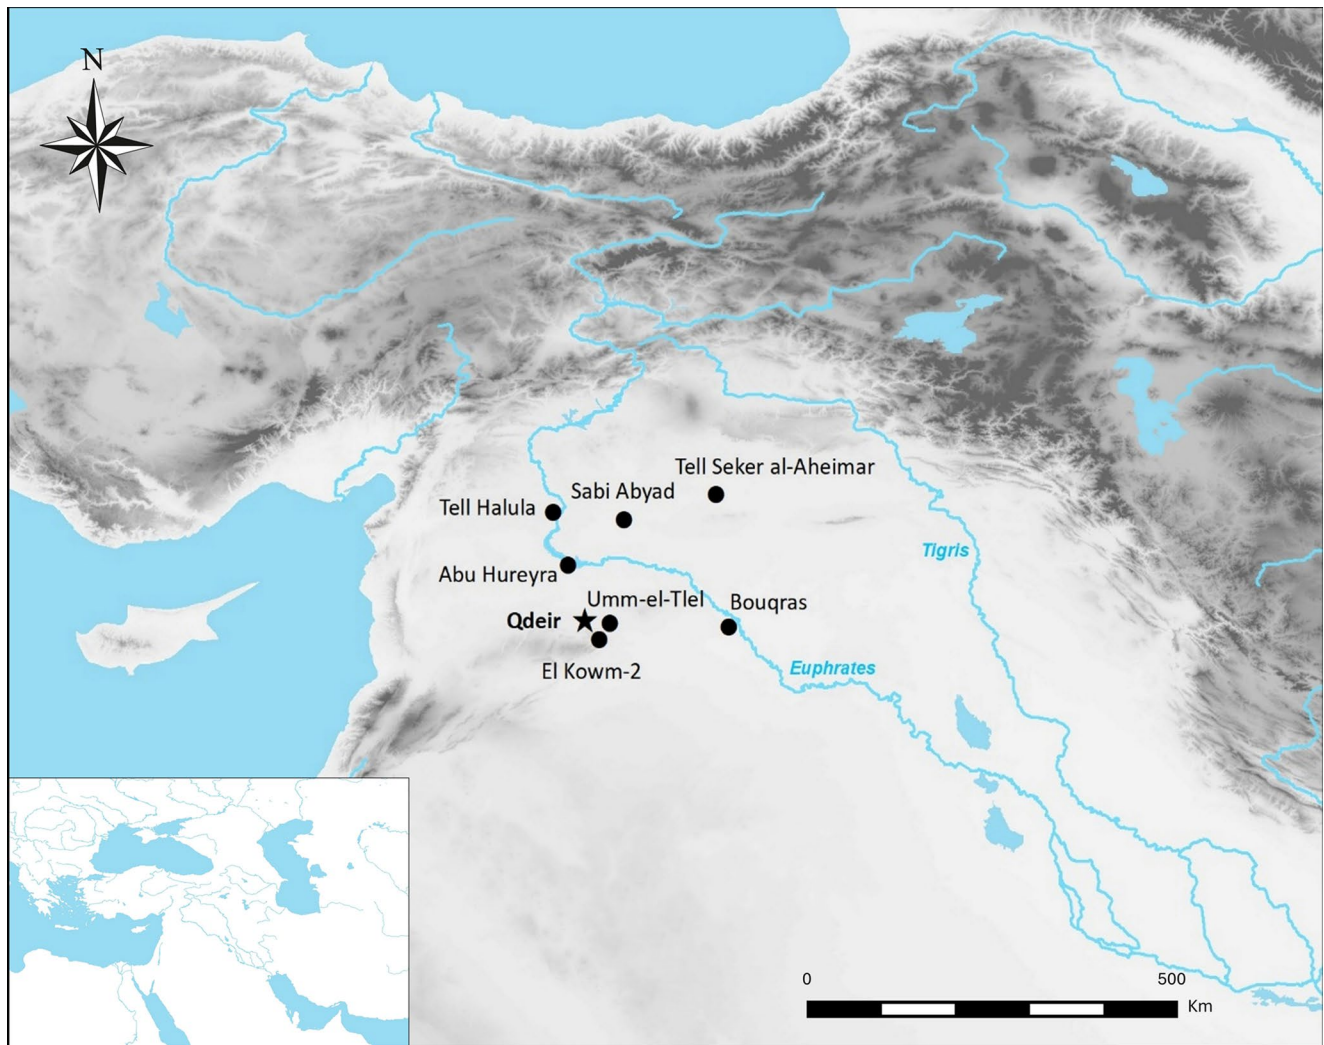 N
Tell Seker al-Aheimar
Sabi Abyad
Tell Halula
Tigris
Abu Hureyra
Umm-el-Tlel
Bouqras
Qdeir
El Kowm-2
Euphrates
0 500
Km